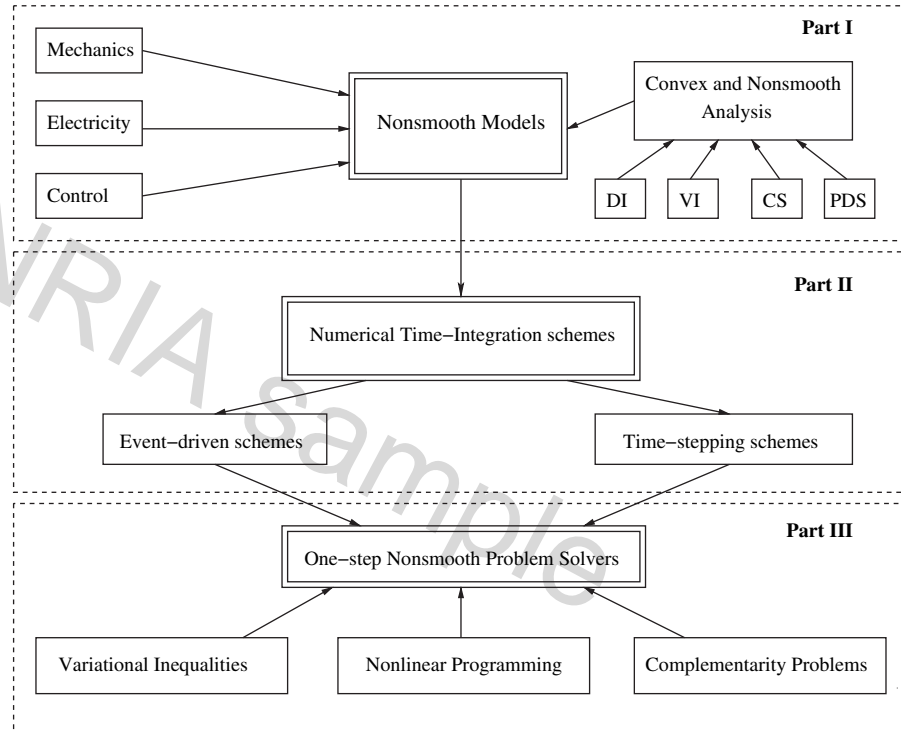 Part I
Mechanics
Electricity
Control
Nonsmooth Models
Convex and Nonsmooth
Analysis
DI
VI
CS
PDS
Part II
Numerical Time−Integration schemes
Event−driven schemes
Time−stepping schemes
Part III
One−step Nonsmooth Problem Solvers
Variational Inequalities
Nonlinear Programming
Complementarity Problems
NRIA sample